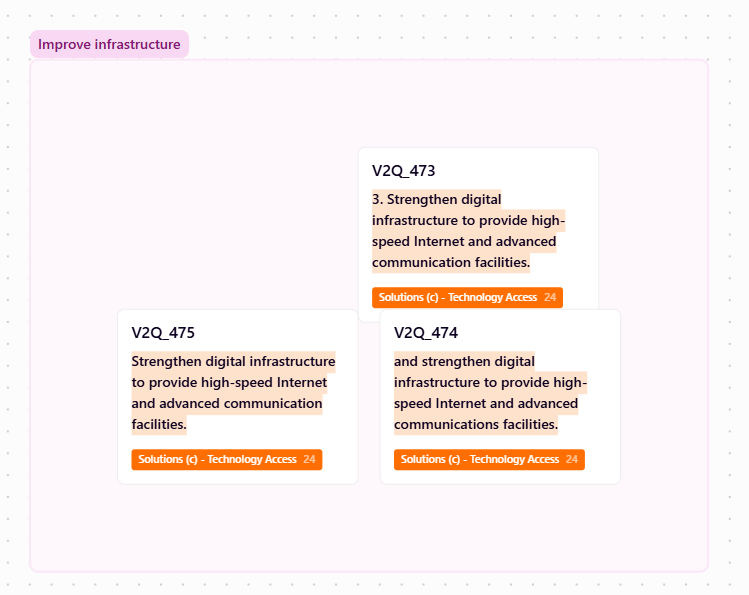 Improve infrastructure
V2Q_473
3. Strengthen digital
infrastructure to provide high-
speed Internet and advanced
communication facilities.
Solutions (c) - Technology Access 24
V2Q_475
Strengthen digital infrastructure
to provide high-speed Internet
and advanced communication
facilities.
Solutions (c) - Technology Access 24
V2Q_474
and strengthen digital
infrastructure to provide high-
speed Internet and advanced
communications facilities.
Solutions (c) - Technology Access 24